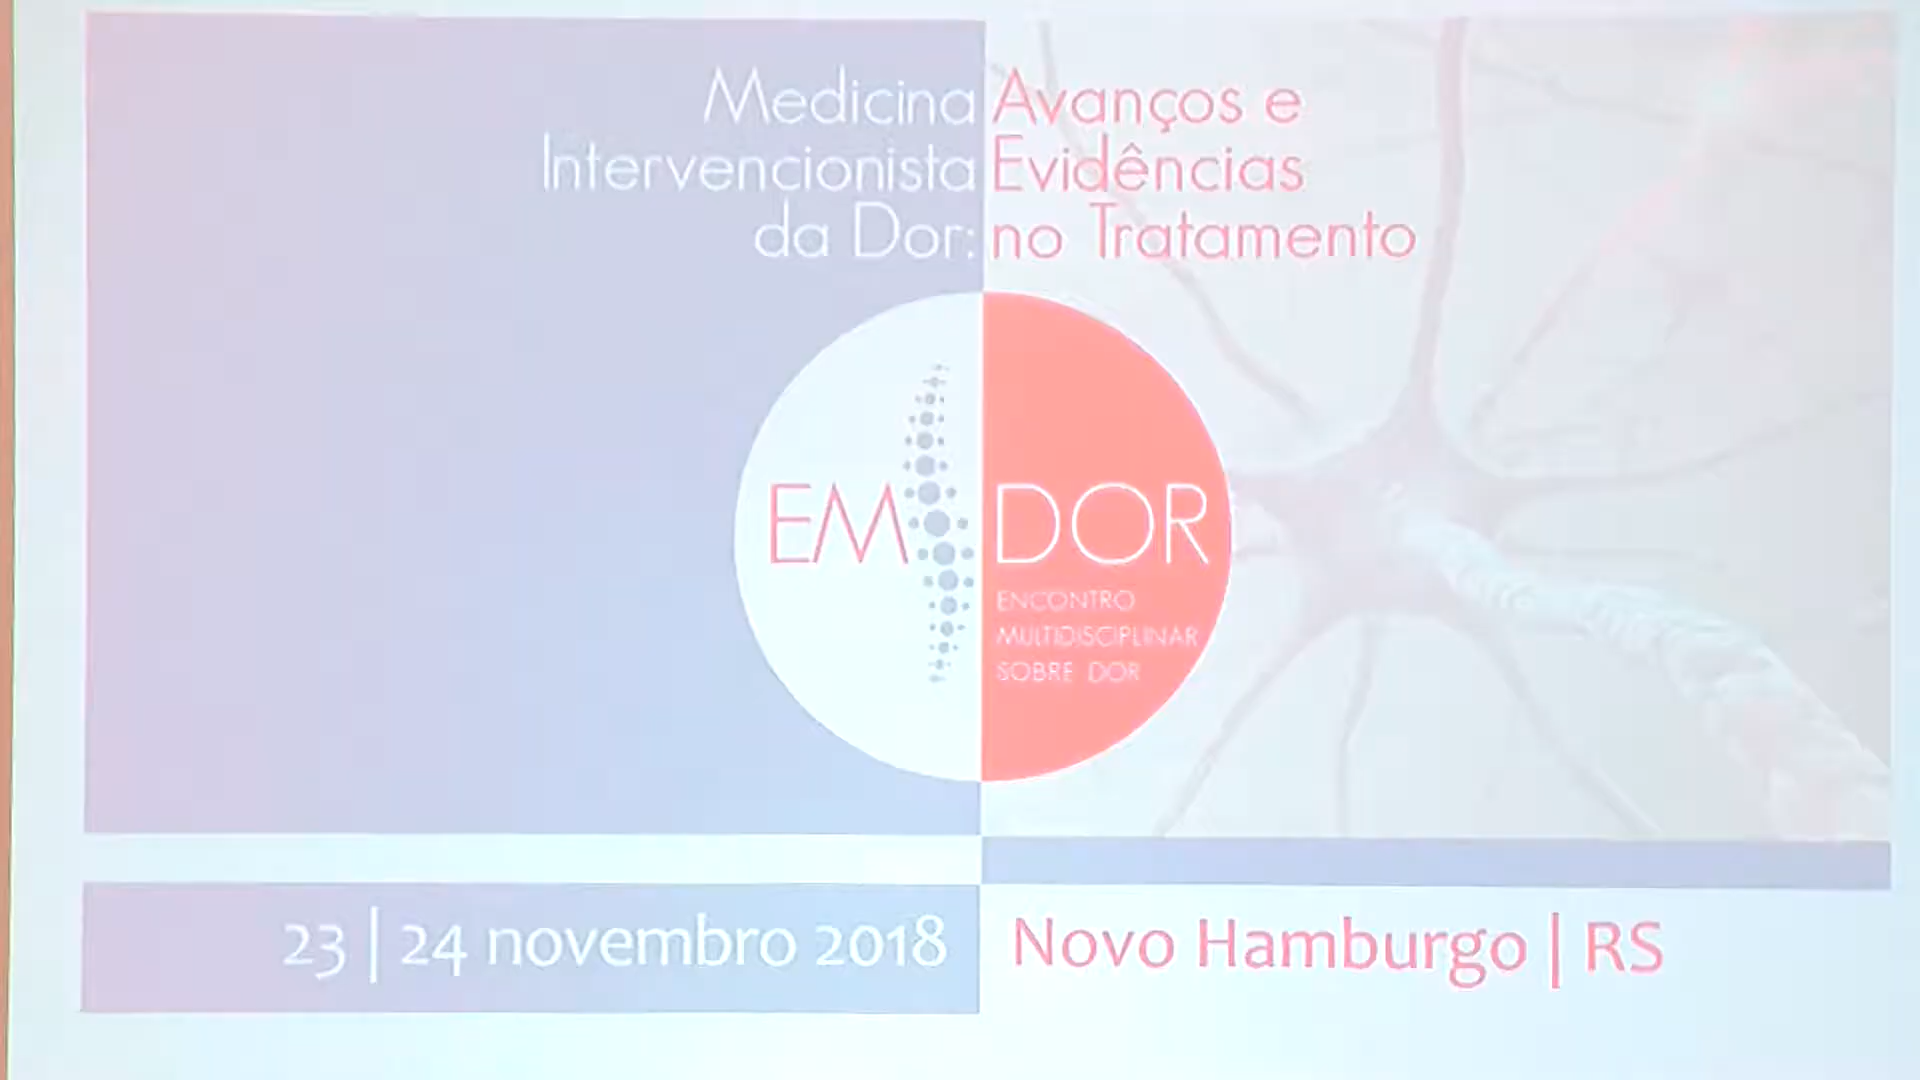 Medicina Avanços e
Intervencionista Evidências
da Dor: no Tratamento
EM DOR
ENCONTRO
MULTIDISCIPLINAR
SOBRE DOR
23 | 24 novembro 2018
Novo Hamburgo | RS